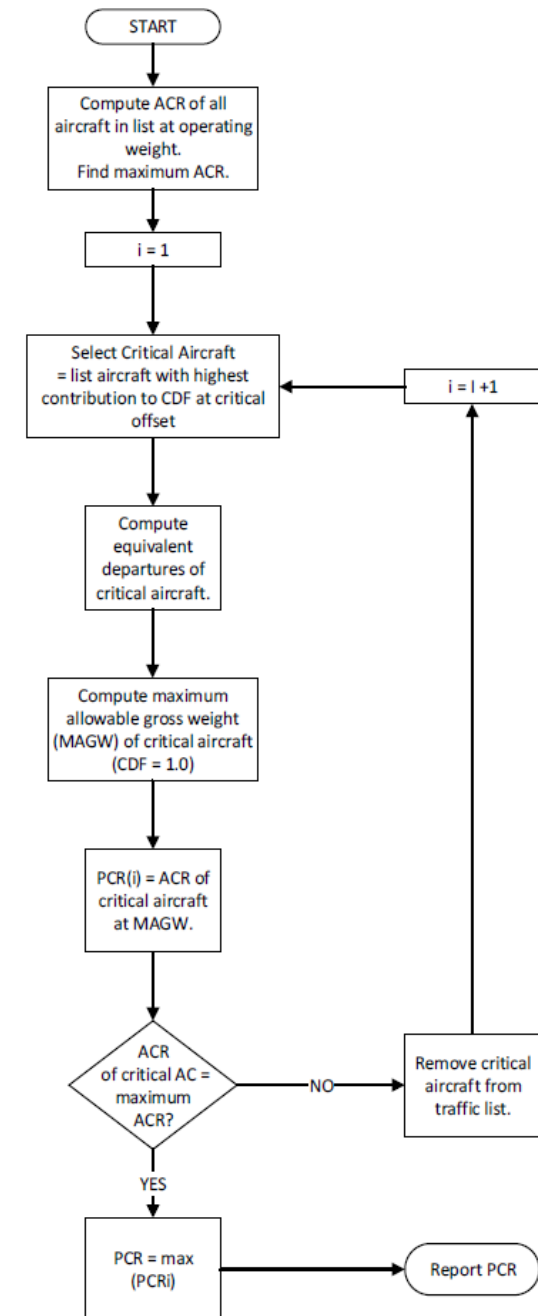 START
Compute ACR of all
aircraft in list at operating
weight.
Find maximum ACR.
i = 1
Select Critical Aircraft
= list aircraft with highest
contribution to CDF at critical
offset
i = I +1
Compute
equivalent
departures of
critical aircraft.
Compute maximum
allowable gross weight
(MAGW) of critical aircraft
(CDF = 1.0)
PCR(i) = ACR of
critical aircraft
at MAGW.
ACR
of critical AC =
maximum
ACR?
NO
Remove critical
aircraft from
traffic list.
YES
PCR = max
(PCRi)
Report PCR